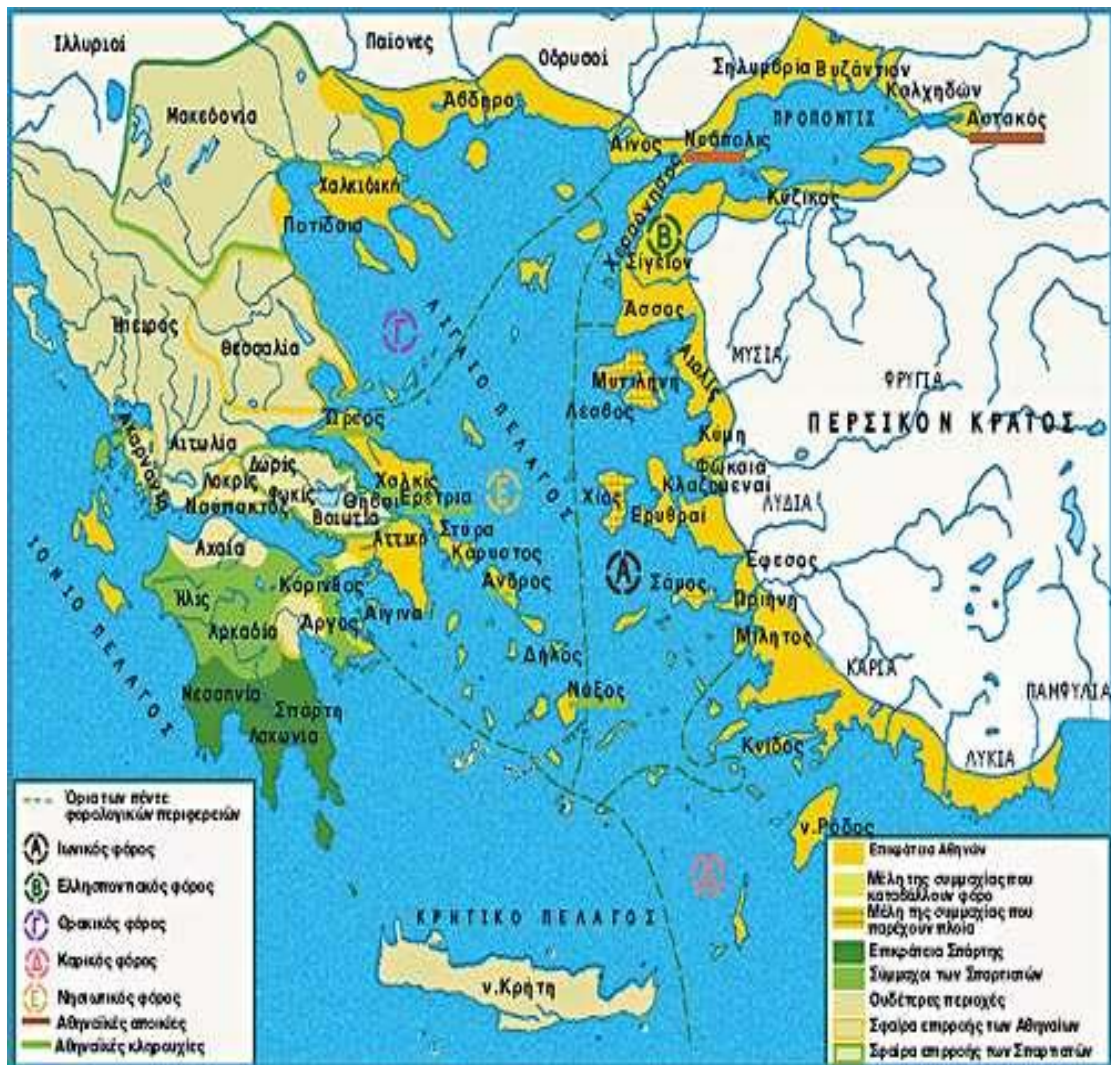 Ιλλυριοί
Παίονες
Οδρυσοί
Σηλυμβρία
Βυζάντιον
Καλχηδών
Μακεδονία
Άβδηρα
ΠΡΟΠΟΝΤΙΣ
Αστακός
Αίνος
Νεάπολις
Χαλκιδική
Κύζικος
Ποτίδαια
Β
Σίγειον
Άσσος
Ήπειρος
Θεσσαλία
Γ
ΑΙΓΑΙΟ ΠΕΛΑΓΟΣ
Αιολίς
ΜΥΣΙΑ
ΦΡΥΓΙΑ
Μυτιλήνη
Λέσβος
Ωρεός
ΠΕΡΣΙΚΟΝ ΚΡΑΤΟΣ
Ακαρνανία
Αιτωλία
Κύμη
Δωρίς
Λοκρίς
Φωκίς
Χαλκίς
Φώκαια
Κλαζομεναί
Ναύπακτος
Θήβαι
Ερέτρια
Ε
Χίος
ΛΥΔΙΑ
Βοιωτία
Ερυθραί
Αττική
Στύρα
Αχαΐα
Κάρυστος
Έφεσος
ΙΟΝΙΟ ΠΕΛΑΓΟΣ
Κόρινθος
Άνδρος
Α
Σάμος
Ήλις
Αίγινα
Πριήνη
Αρκαδία
Άργος
Μίλητος
Δήλος
ΚΑΡΙΑ
Νάξος
ΠΑΜΦΥΛΙΑ
Μεσσηνία
Σπάρτη
Λακωνία
Κνίδος
ΛΥΚΙΑ
ν.Ρόδος
Δ
ΚΡΗΤΙΚΟ ΠΕΛΑΓΟΣ
ν.Κρήτη
Όρια των πέντε
φορολογικών περιφερειών
Α Ιωνικός φόρος
Β Ελλησποντιακός φόρος
Γ Θρακικός φόρος
Δ Καρικός φόρος
Ε Νησιωτικός φόρος
Αθηναϊκές αποικίες
Αθηναϊκές κληρουχίες
Επικράτεια Αθηνών
Μέλη της συμμαχίας που
καταβάλλουν φόρο
Μέλη της συμμαχίας που
παρέχουν πλοία
Επικράτεια Σπάρτης
Σύμμαχοι των Σπαρτιατών
Ουδέτερες περιοχές
Σφαίρα επιρροής των Αθηναίων
Σφαίρα επιρροής των Σπαρτιατών